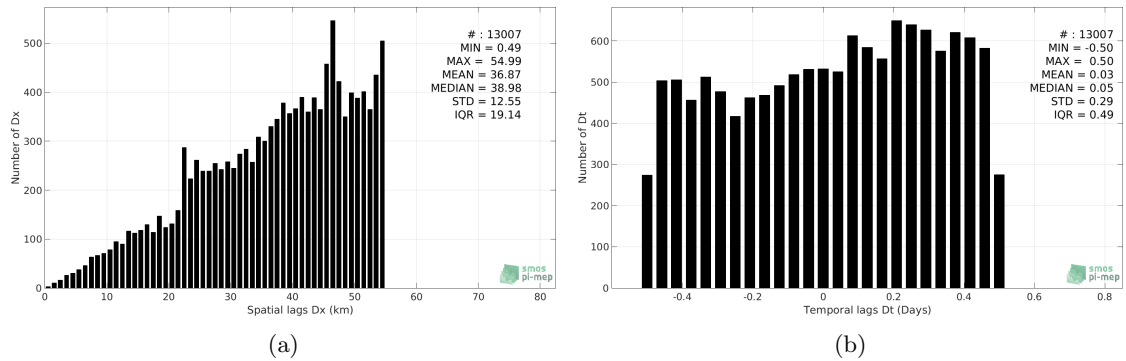 # : 13007
MIN = 0.49
MAX = 54.99
MEAN = 36.87
MEDIAN = 38.98
STD = 12.55
IQR = 19.14
Number of Dx
500
400
300
200
100
0
0 10 20 30 40 50 60 70 80
Spatial lags Dx (km)
smos
pi-mep
(a)
# : 13007
MIN = -0.50
MAX = 0.50
MEAN = 0.03
MEDIAN = 0.05
STD = 0.29
IQR = 0.49
Number of Dt
600
500
400
300
200
100
0
-0.4 -0.2 0 0.2 0.4 0.6 0.8
Temporal lags Dt (Days)
smos
pi-mep
(b)